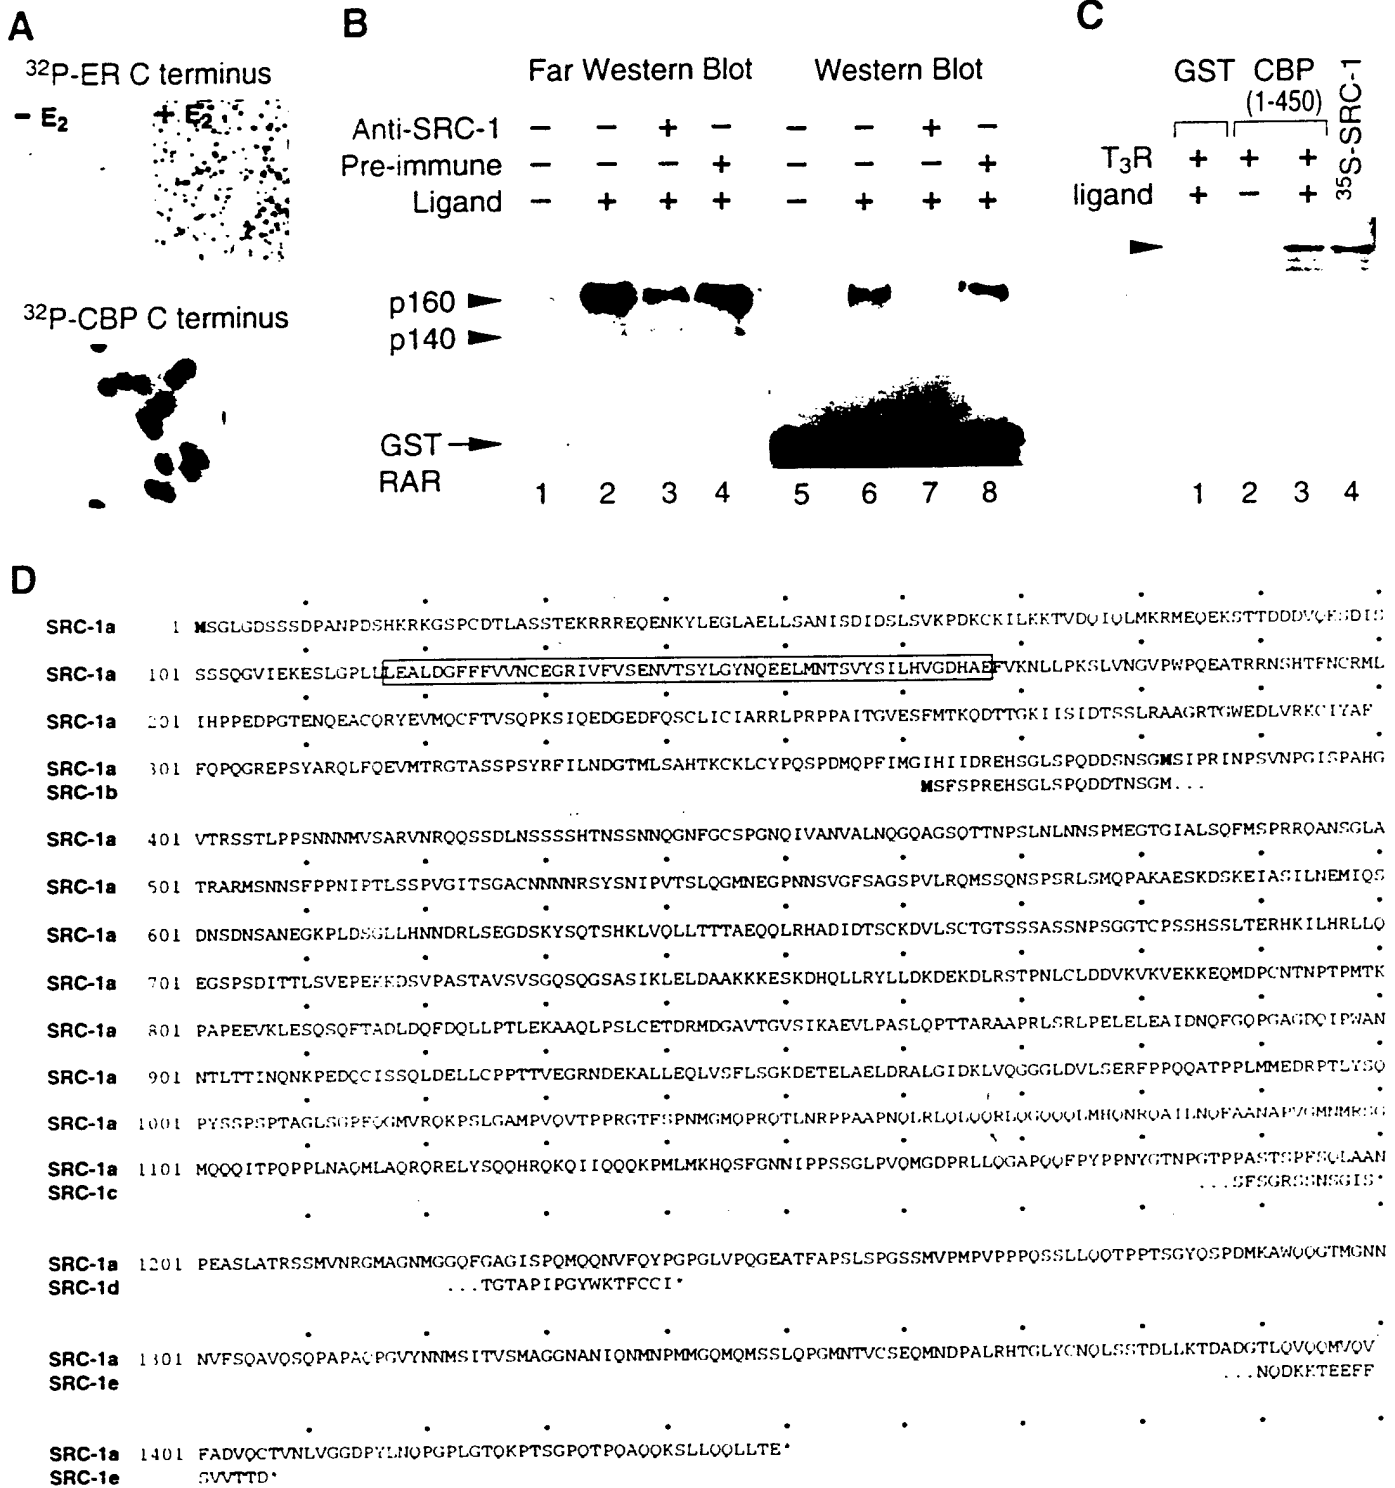 A
32P-ER C terminus
– E2 + E2
32P-CBP C terminus
B
Far Western Blot Western Blot
Anti-SRC-1 – – + – – – + –
Pre-immune – – – + – – – +
Ligand – + + + – + + +
p160
p140
GST
RAR
1 2 3 4 5 6 7 8
C
GST CBP
(1-450)
35S-SRC-1
T3R + + +
ligand + – +
1 2 3 4
D
SRC-1a 1 MSGLGDSSSDPANPDSHKRKGSPCDTLASSTEKRRREQENKYLEGLAELLSANISDIDSLSVKPDKCKILKKTVDQIQLMKRMEQEKSTTDDDVQKSDIS
SRC-1a 101 SSSQGVIEKESLGPLLLEALDGFFFVVNCEGRIVFVSENVTSYLGYNQEELMNTSVYSILHVGDHAEFVKNLLPKSLVNGVPWPQEATRRNSHTFNCRML
SRC-1a 201 IHPPEDPGTENQEACQRYEVMQCFTVSQPKSIQEDGEDFQSCLICIARRLPRPPAITGVESFMTKQDTTGKIISIDTSSLRAAGRTGWEDLVRKCIYAF
SRC-1a 301 FQPQGREPSYARQLFQEVMTRGTASSPSYRFILNDGTMLSAHTKCKLCYPQSPDMQPFIMGIHIIDREHSGLSPQDDSNSGMSIPRINPSVNPGISPAHG
SRC-1b MSFSPREHSGLSPQDDTNSGM...
SRC-1a 401 VTRSSTLPPSNNNMVSARVNRQQSSDLNSSSSHTNSSNNQGNFGCSPGNQIVANVALNQGQAGSQTTNPSLNLNNSPMEGTGIALSQFMSPRRQANSGLA
SRC-1a 501 TRARMSNNSFPPNIPTLSSPVGITSGACNNNNRSYSNIPVTSLQGMNEGPNNSVGFSAGSPVLRQMSSQNSPSRLSMQPAKAESKDSKEIASILNEMIQS
SRC-1a 601 DNSDNSANEGKPLDSGLLHNNDRLSEGDSKYSQTSHKLVQLLTTTAEQQLRHADIDTSCKDVLSCTGTSSSASSNPSGGTCPSSHSSLTERHKILHRLLQ
SRC-1a 701 EGSPSDITTLSVEPEKKDSVPASTAVSVSGQSQGSASIKLELDAAKKKESKDHQLLRYLLDKDEKDLRSTPNLCLDDVKVKVEKKEQMDPCNTNPTPMTK
SRC-1a 801 PAPEEVKLESQSQFTADLDQFDQLLPTLEKAAQLPSLCETDRMDGAVTGVSIKAEVLPASLQPTTARAAPRLSRLPELELEAIDNQFGQPGAGDQIPWAN
SRC-1a 901 NTLTTINQNKPEDQCISSQLDELLCPPTTVEGRNDEKALLEQLVSFLSGKDETELAELDRALGIDKLVQGGGLDVLSERFPPQQATPPLMMEDRPTLYSQ
SRC-1a 1001 PYSSPSPTAGLSGPFQGMVRQKPSLGAMPVQVTPPRGTFSPNMGMQPRQTLNRPPAAPNQLRLQLQQRLQGQQQLMHQNRQAILNQFAANAPVGMNMRSG
SRC-1a 1101 MQQQITPQPPLNAQMLAQRQRELYSQQHRQKQIIQQQKPMLMKHQSFGNNIPPSSGLPVQMGDPRLLQGAPQQFPYPPNYGTNPGTPPASTSPFSQLAAN
SRC-1c ...SFSGRSSNSGIS*
SRC-1a 1201 PEASLATRSSMVNRGMAGNMGGQFGAGISPQMQQNVFQYPGPGLVPQGEATFAPSLSPGSSMVPMPVPPPQSSLLQQTPPTSGYQSPDMKAWQQGTMGNN
SRC-1d ...TGTAPIPGYWKTFCCI*
SRC-1a 1301 NVFSQAVQSQPAPAQPGVYNNMSITVSMAGGNANIQNMNPMMGQMQMSSLQPGMNTVCSEQMNDPALRHTGLYCNQLSSTDLLKTDADGTLQVQQMVQV
SRC-1e ...NQDKKTEEFF
SRC-1a 1401 FADVQCTVNLVGGDPYLNQPGPLGTQKPTSGPQTPQAQQKSLLQQLLTE*
SRC-1e SVVTTD*